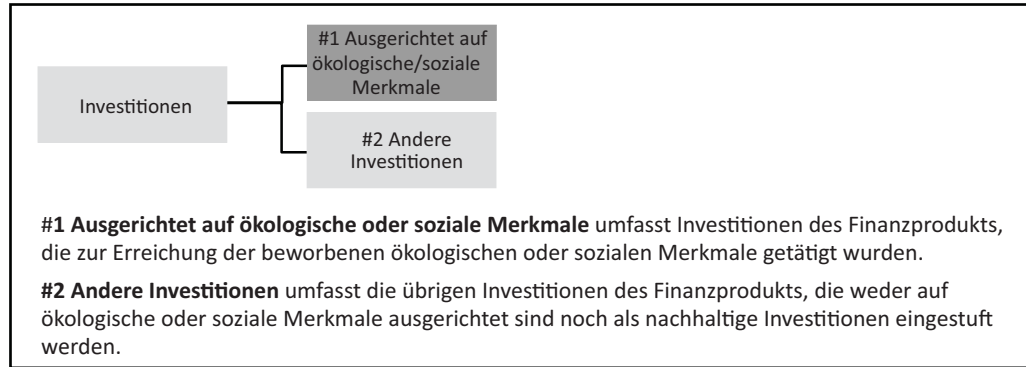 #1 Ausgerichtet auf
ökologische/soziale
Merkmale
Investitionen
#2 Andere
Investitionen
#1 Ausgerichtet auf ökologische oder soziale Merkmale umfasst Investitionen des Finanzprodukts,
die zur Erreichung der beworbenen ökologischen oder sozialen Merkmale getätigt wurden.
#2 Andere Investitionen umfasst die übrigen Investitionen des Finanzprodukts, die weder auf
ökologische oder soziale Merkmale ausgerichtet sind noch als nachhaltige Investitionen eingestuft
werden.